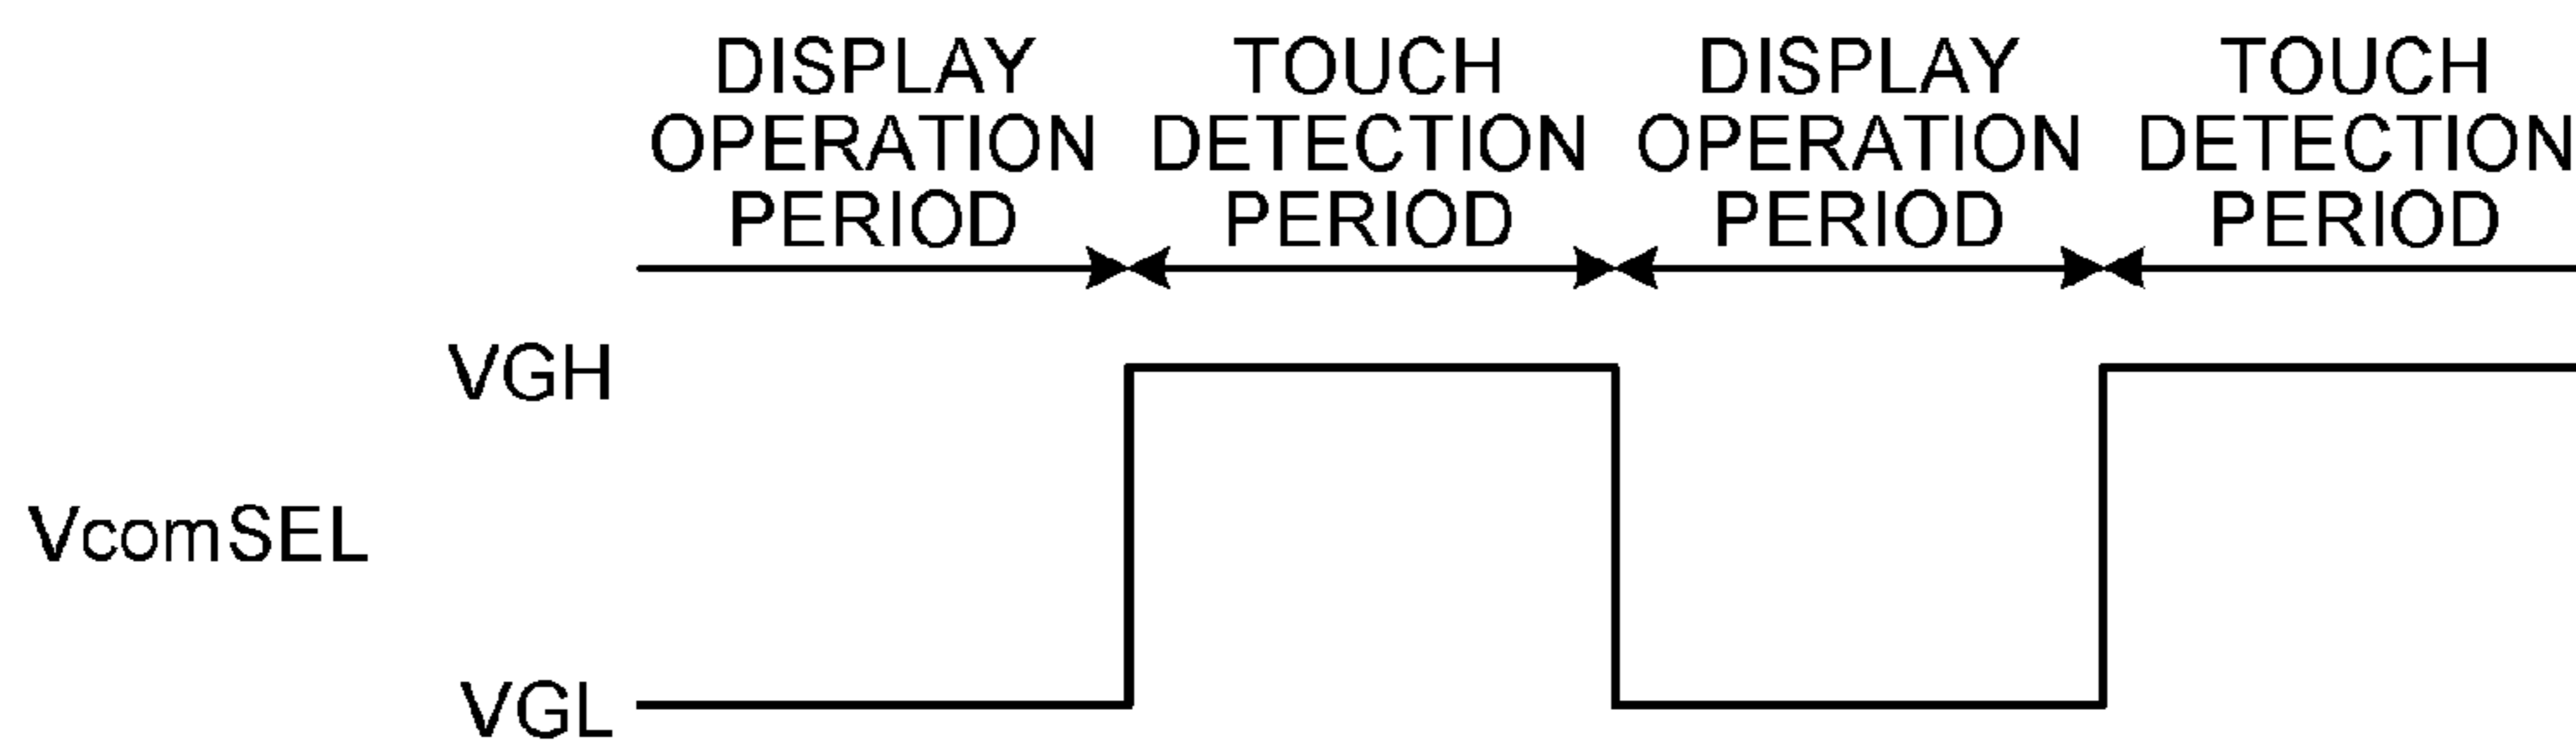 DISPLAY
OPERATION
PERIOD
TOUCH
DETECTION
PERIOD
DISPLAY
OPERATION
PERIOD
TOUCH
DETECTION
PERIOD
VGH
VcomSEL
VGL